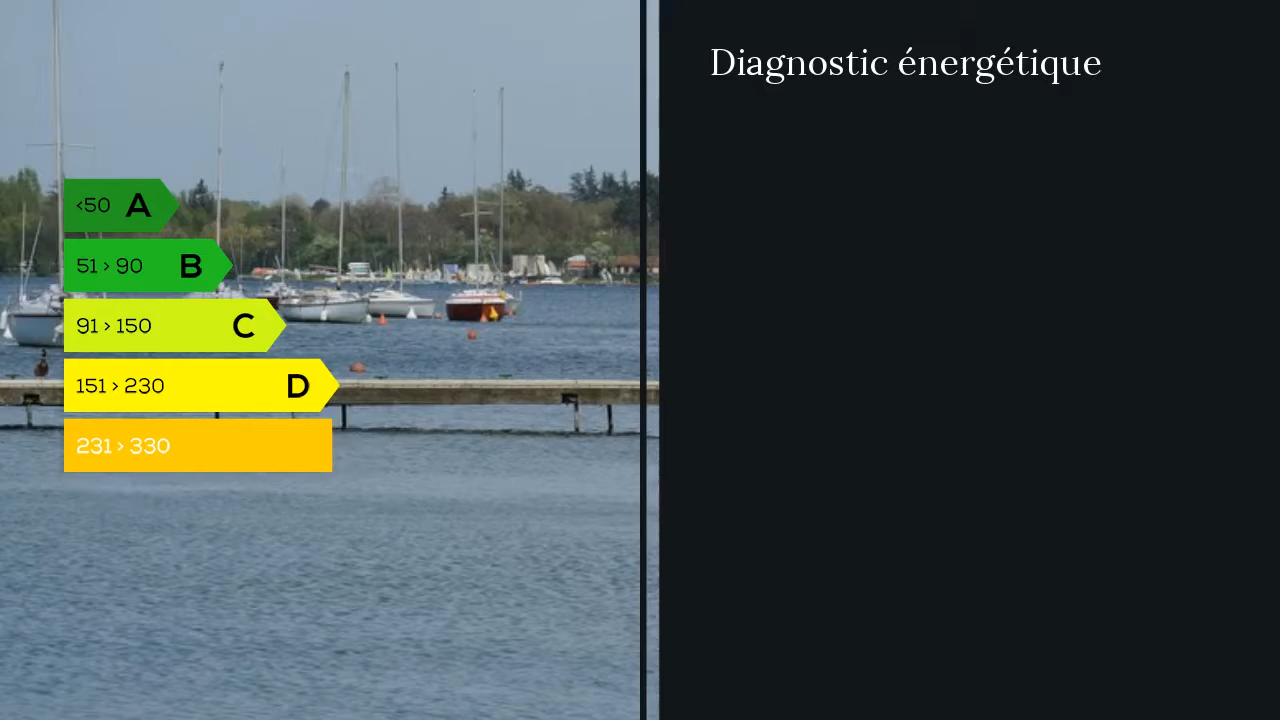 Diagnostic énergétique
<50 A
51 > 90 B
91 > 150 C
151 > 230 D
231 > 330